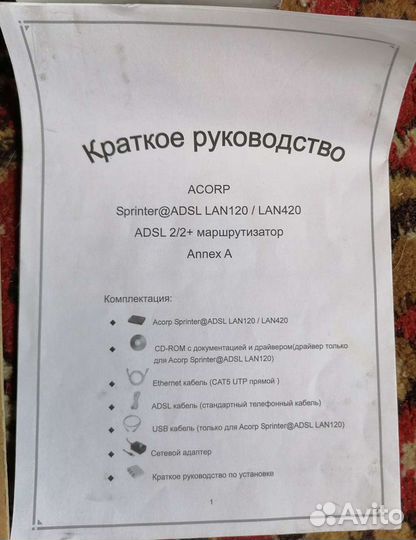 Краткое руководство
ACORP
Sprinter@ADSL LAN120 / LAN420
ADSL 2/2+ маршрутизатор
Annex A
Комплектация:
Acorp Sprinter@ADSL LAN120 / LAN420
CD-ROM с документацией и драйвером(драйвер только
для Acorp Sprinter@ADSL LAN120)
Ethernet кабель (CAT5 UTP прямой )
ADSL кабель (стандартный телефонный кабель)
USB кабель (только для Acorp Sprinter@ADSL LAN120)
Сетевой адаптер
Краткое руководство по установке
1
Avito